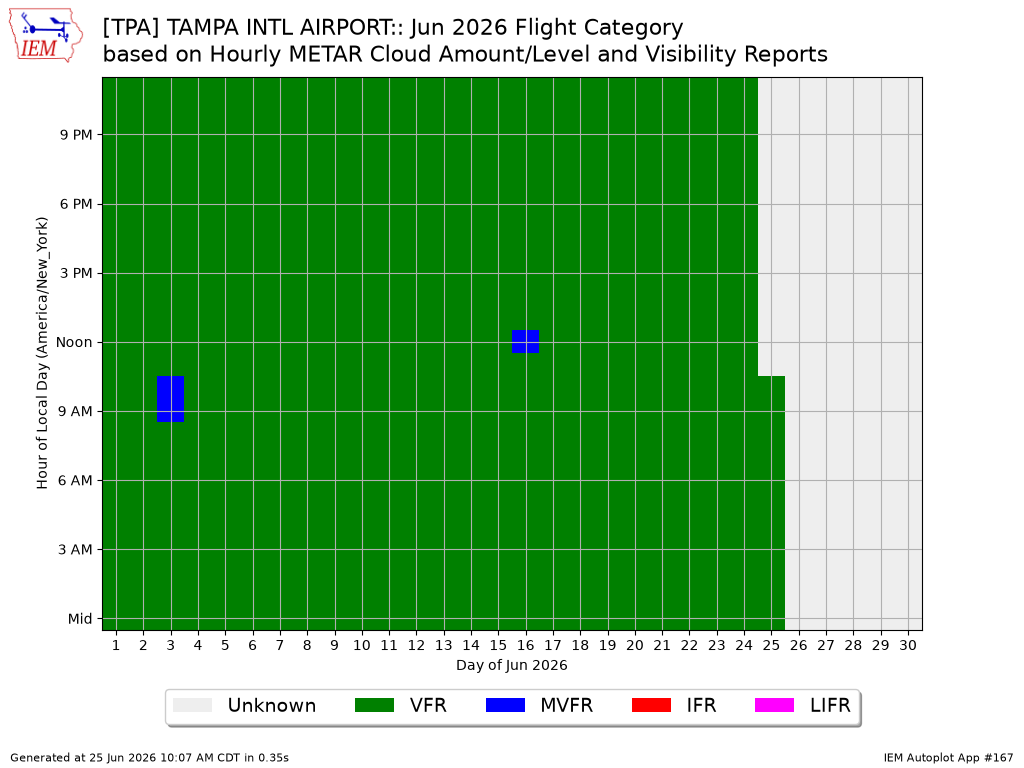 IEM
[TPA] TAMPA INTL AIRPORT:: Jun 2026 Flight Category
based on Hourly METAR Cloud Amount/Level and Visibility Reports
Hour of Local Day (America/New_York)
9 PM
6 PM
3 PM
Noon
9 AM
6 AM
3 AM
Mid
1 2 3 4 5 6 7 8 9 10 11 12 13 14 15 16 17 18 19 20 21 22 23 24 25 26 27 28 29 30
Day of Jun 2026
Unknown VFR MVFR IFR LIFR
Generated at 25 Jun 2026 10:07 AM CDT in 0.35s
IEM Autoplot App #167